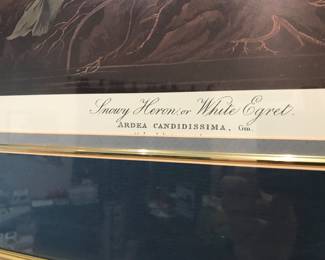 Snowy Heron, or White Egret.
ARDEA CANDIDISSIMA, Gm.